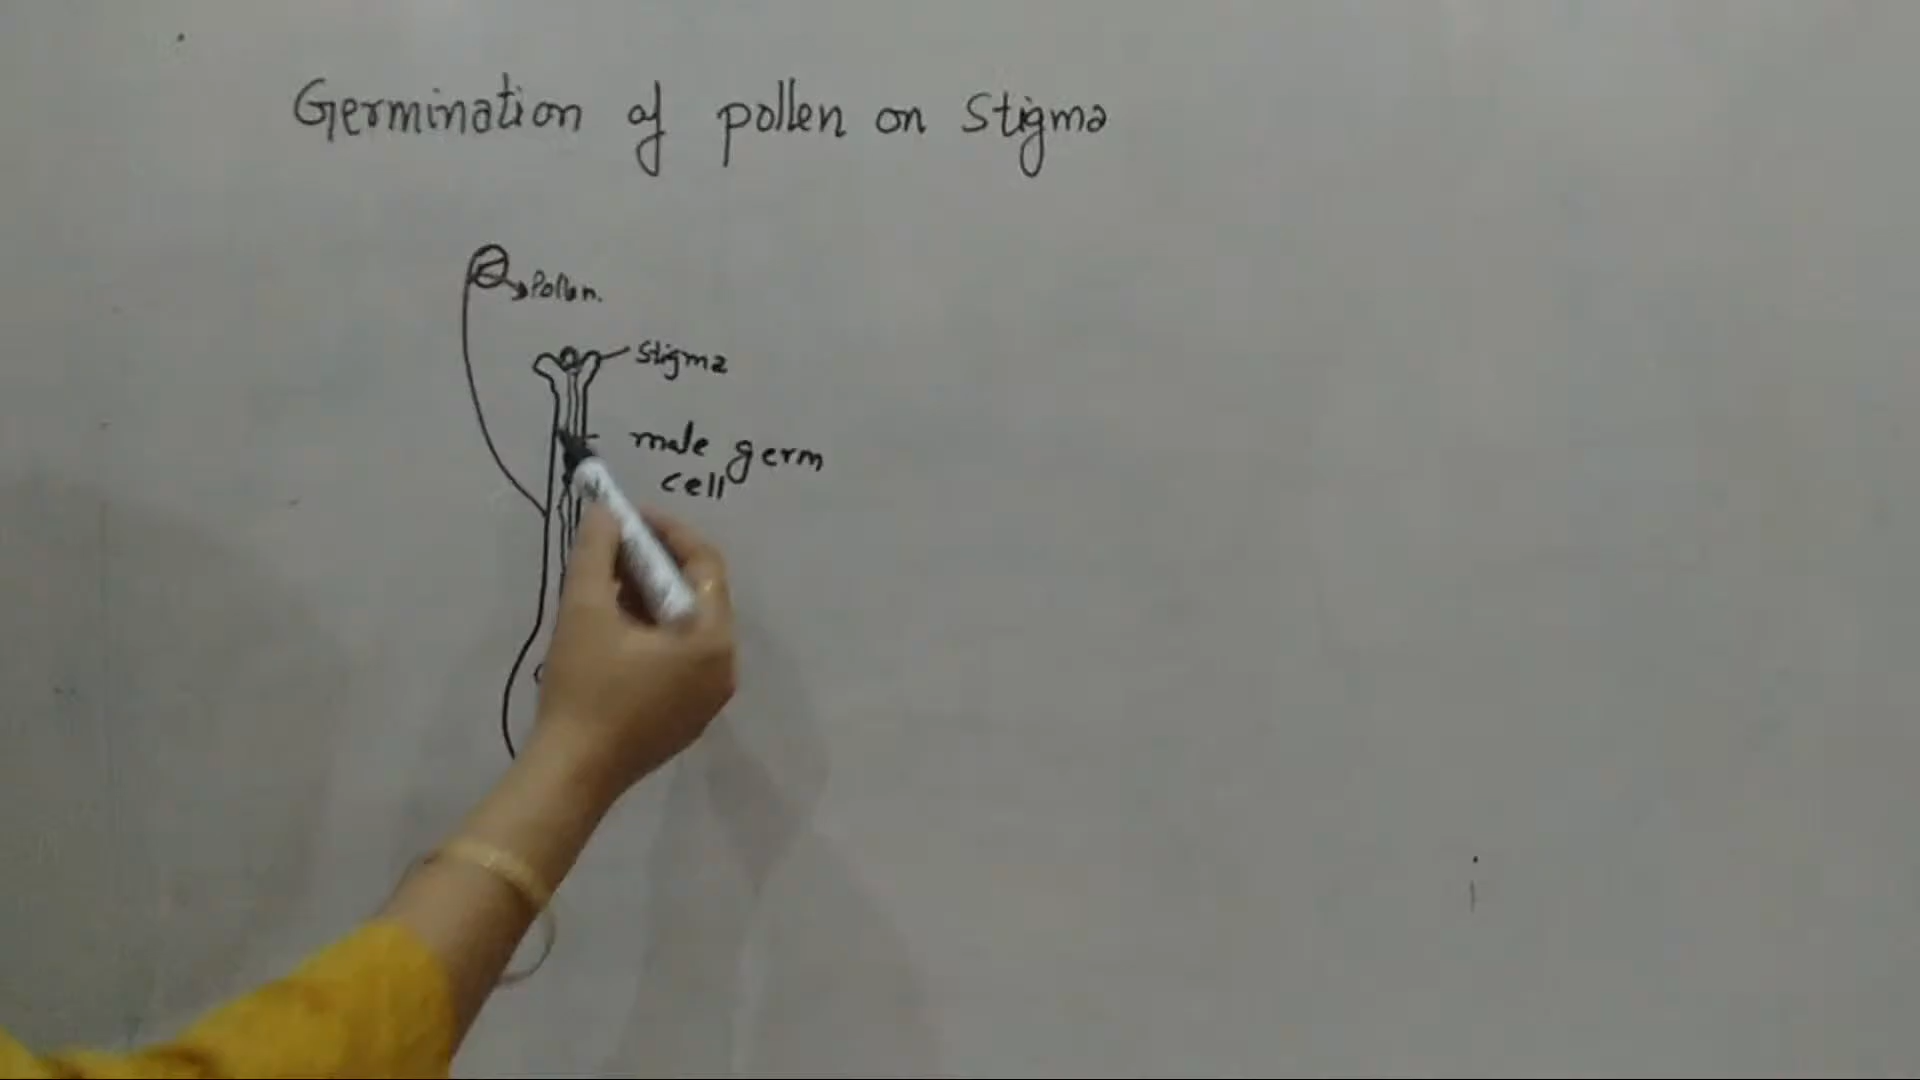 Germination of pollen on Stigma
Pollen.
Stigma
male germ
cell